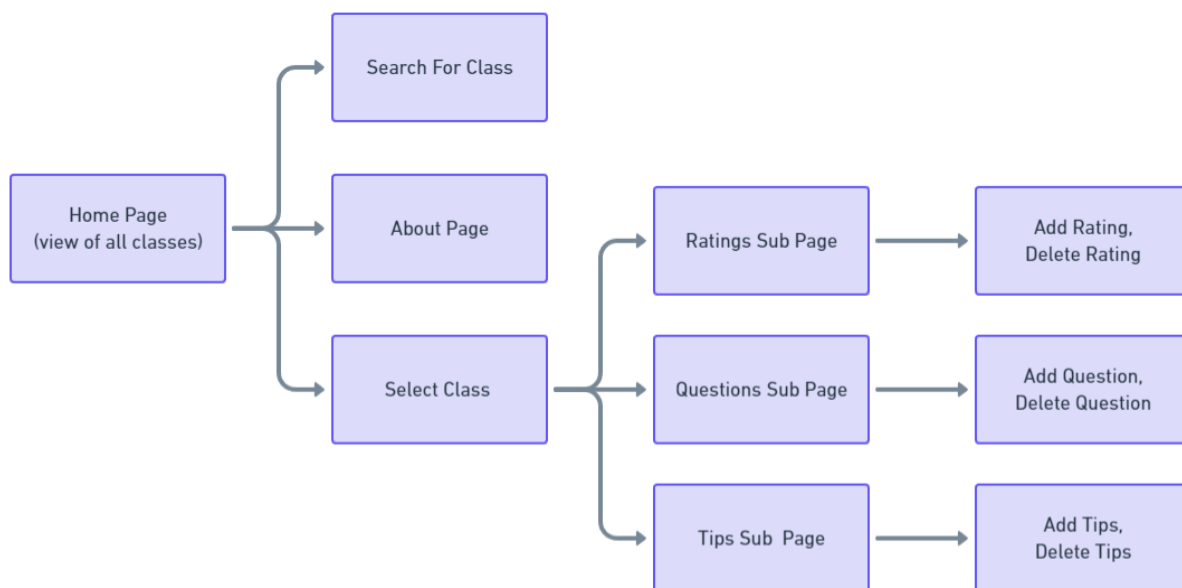 Search For Class
Home Page
(view of all classes)
About Page
Select Class
Ratings Sub Page
Add Rating,
Delete Rating
Questions Sub Page
Add Question,
Delete Question
Tips Sub  Page
Add Tips,
Delete Tips